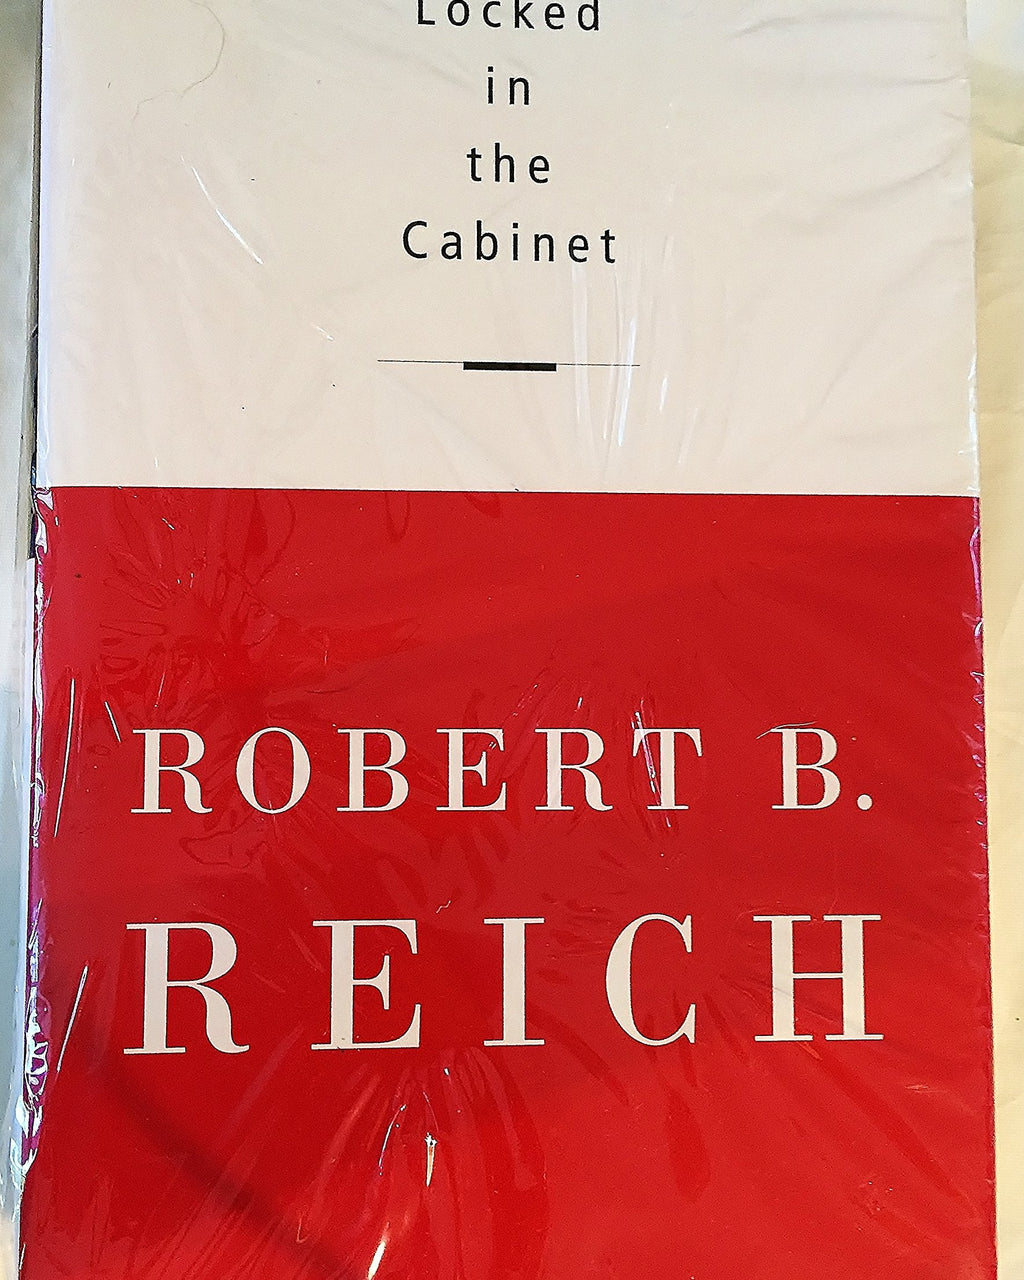 Locked
in
the
Cabinet
ROBERT B.
REICH